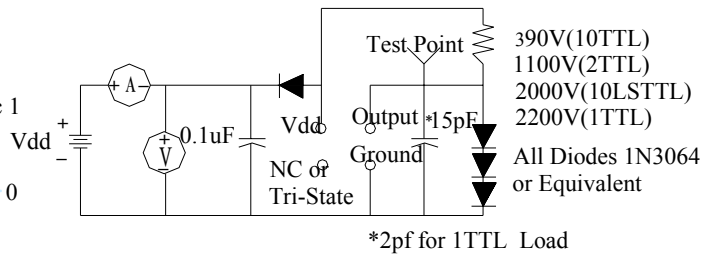 390V(10TTL)
Test Point
1100V(2TTL)
+ A -
2000V(10LSTTL)
1
Vdd
Output
*15pF
2200V(1TTL)
Vdd
+
-
+
V
-
0.1uF
NC or
Tri-State
Ground
All Diodes 1N3064
or Equivalent
0
*2pf for 1TTL Load